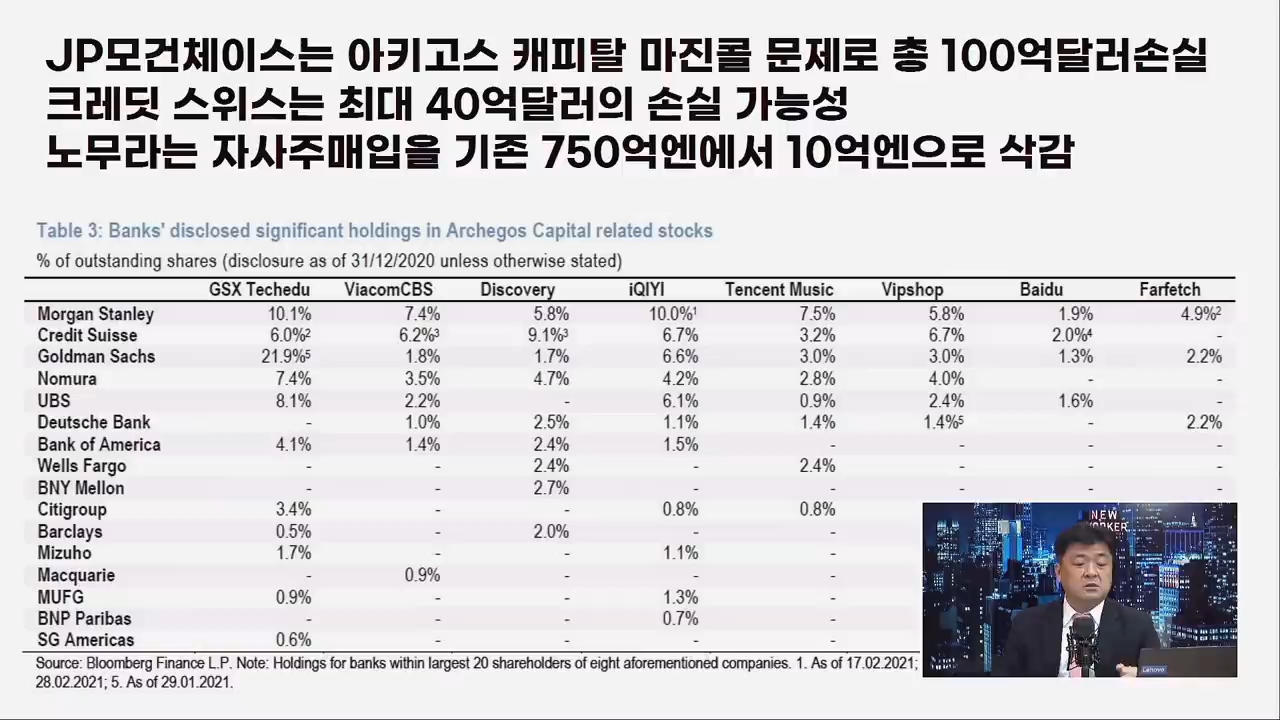 JP모건체이스는 아키고스 캐피탈 마진콜 문제로 총 100억달러손실
크레딧 스위스는 최대 40억달러의 손실 가능성
노무라는 자사주매입을 기존 750억엔에서 10억엔으로 삭감
Table 3: Banks' disclosed significant holdings in Archegos Capital related stocks
% of outstanding shares (disclosure as of 31/12/2020 unless otherwise stated)
GSX Techedu ViacomCBS Discovery iQIYI Tencent Music Vipshop Baidu Farfetch
Morgan Stanley 10.1% 7.4% 5.8% 10.0%¹ 7.5% 5.8% 1.9% 4.9%²
Credit Suisse 6.0%² 6.2%³ 9.1%³ 6.7% 3.2% 6.7% 2.0%⁴ -
Goldman Sachs 21.9%⁵ 1.8% 1.7% 6.6% 3.0% 3.0% 1.3% 2.2%
Nomura 7.4% 3.5% 4.7% 4.2% 2.8% 4.0% - -
UBS 8.1% 2.2% - 6.1% 0.9% 2.4% 1.6% -
Deutsche Bank - 1.0% 2.5% 1.1% 1.4% 1.4%⁵ - 2.2%
Bank of America 4.1% 1.4% 2.4% 1.5% - - - -
Wells Fargo - - 2.4% - 2.4% - - -
BNY Mellon - - 2.7% - - - - -
Citigroup 3.4% - - 0.8% 0.8%
Barclays 0.5% - 2.0% - -
Mizuho 1.7% - - 1.1% -
Macquarie - 0.9% - - -
MUFG 0.9% - - 1.3% -
BNP Paribas - - - 0.7% -
SG Americas 0.6% - - - -
Source: Bloomberg Finance L.P. Note: Holdings for banks within largest 20 shareholders of eight aforementioned companies. 1. As of 17.02.2021;
28.02.2021; 5. As of 29.01.2021.
NEW
Lenovo